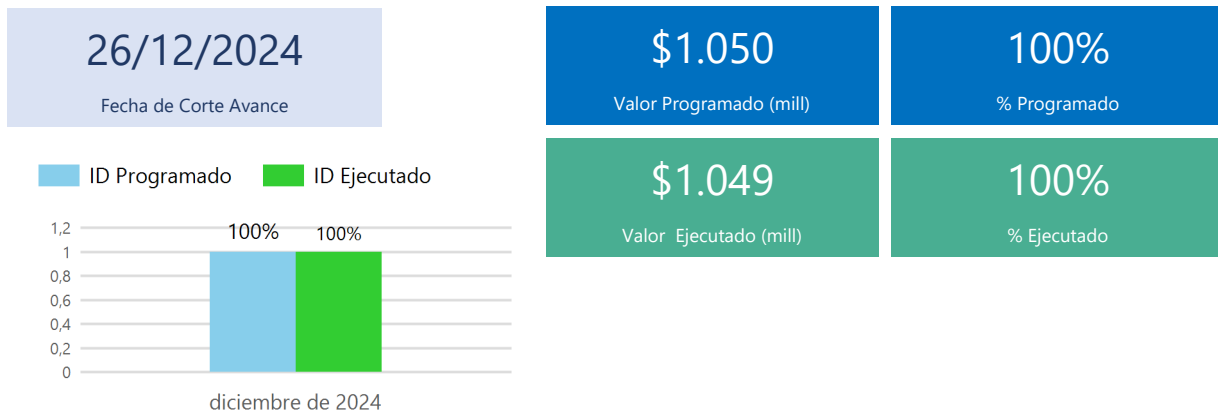 26/12/2024
Fecha de Corte Avance
$1.050
Valor Programado (mill)
100%
% Programado
$1.049
Valor  Ejecutado (mill)
100%
% Ejecutado
ID Programado
ID Ejecutado
1,2
1
0,8
0,6
0,4
0,2
0
100%
100%
diciembre de 2024